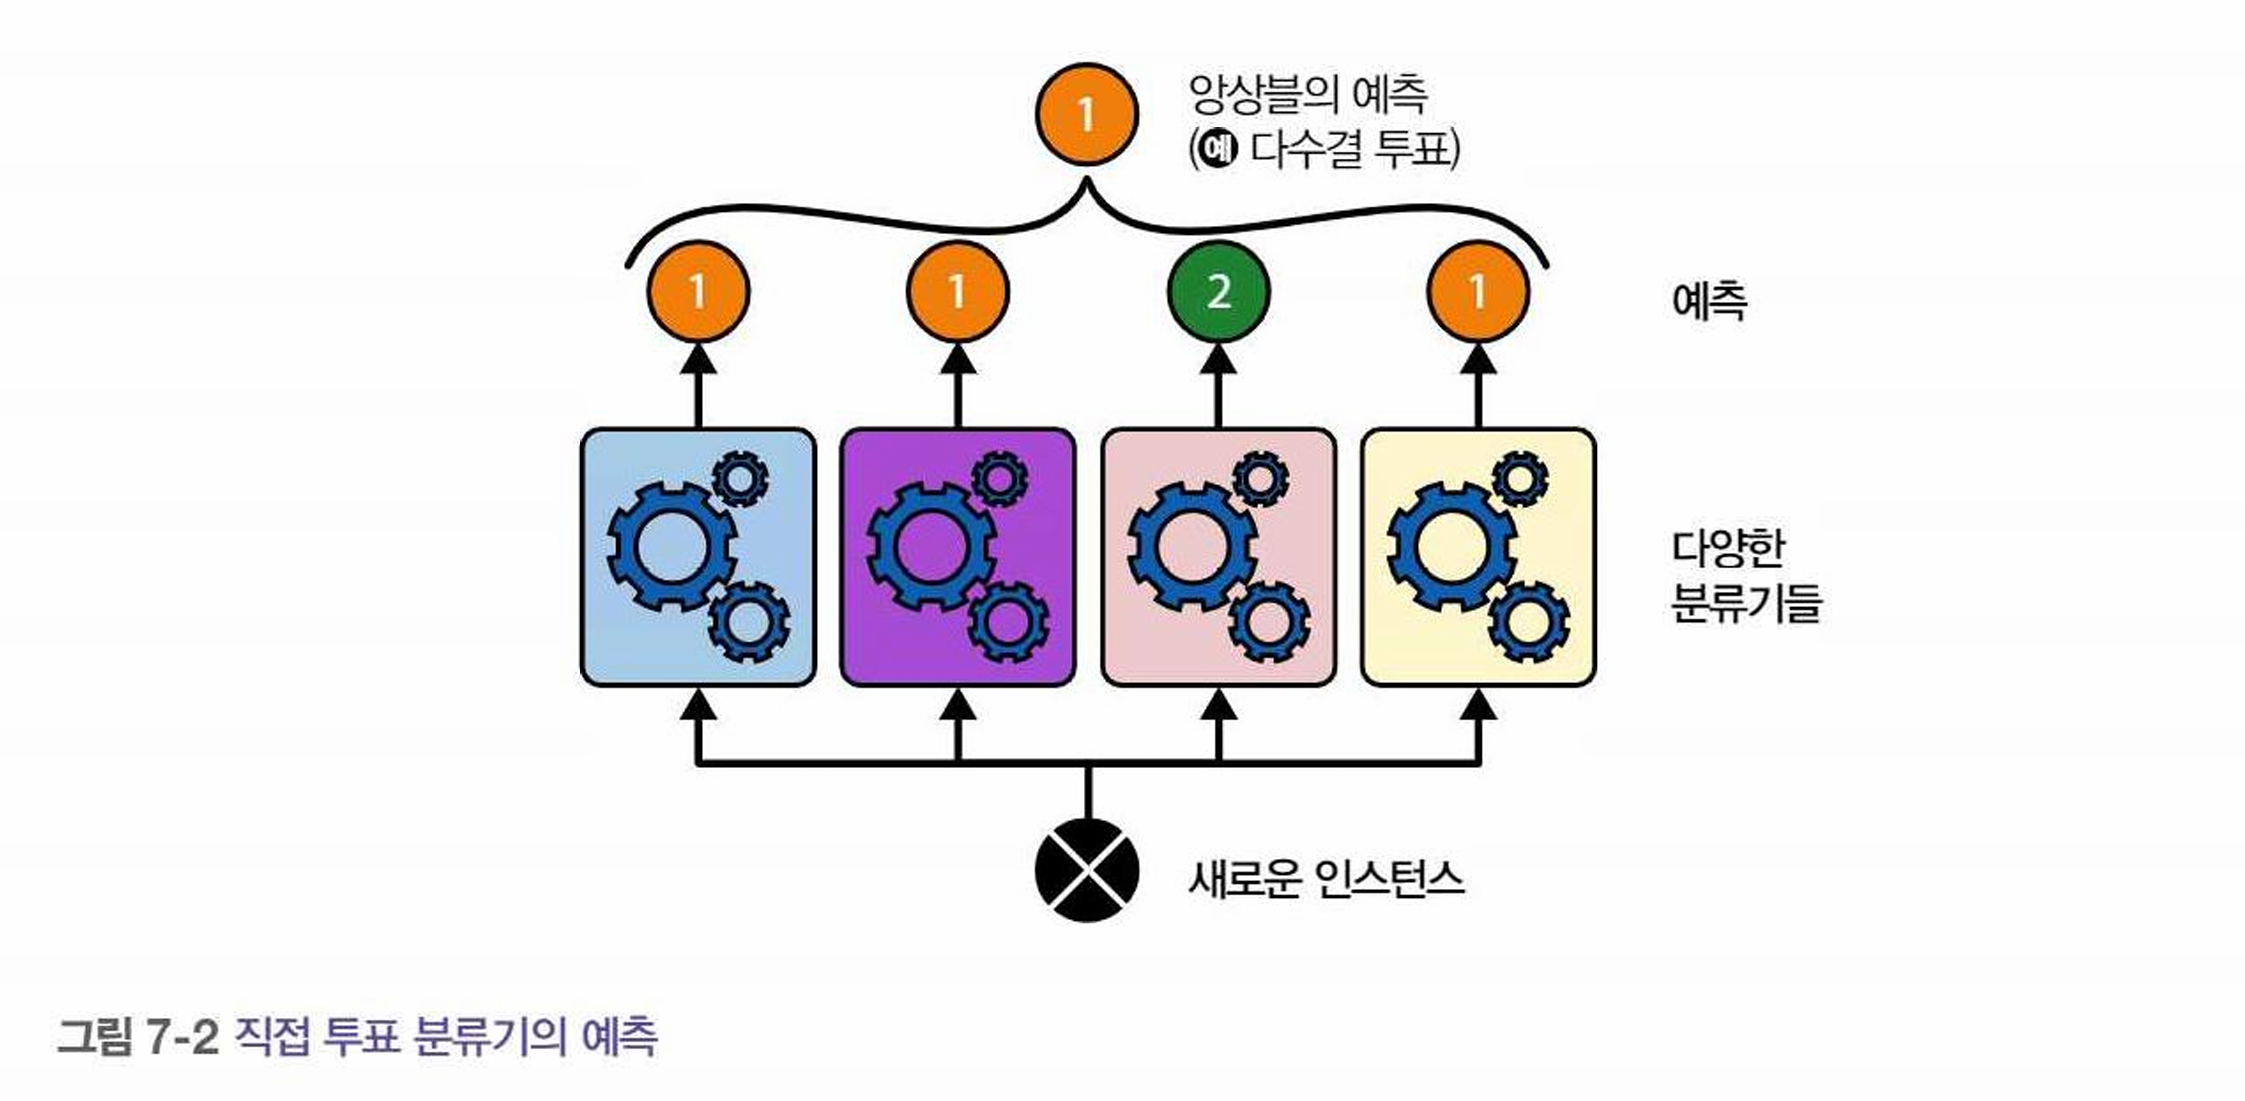 1
앙상블의 예측
(예 다수결 투표)
1 1 2 1 예측
다양한
분류기들
새로운 인스턴스
그림 7-2 직접 투표 분류기의 예측